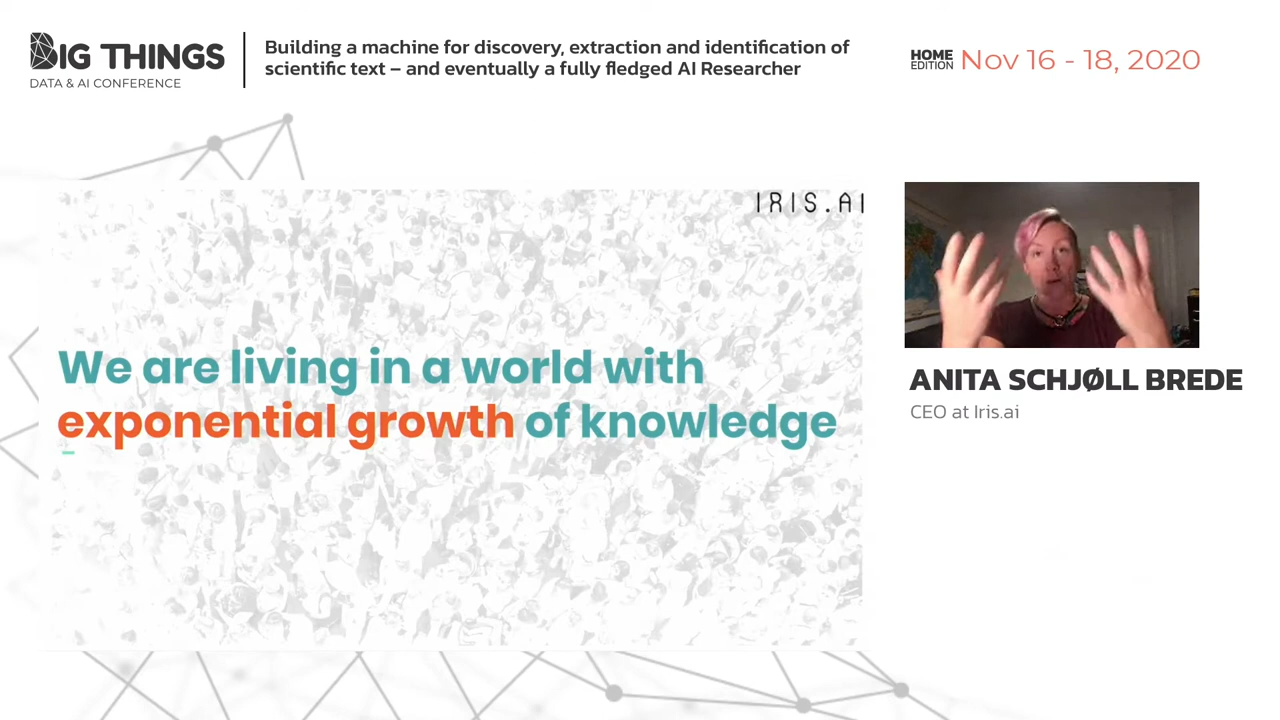 BIG THINGS
DATA & AI CONFERENCE
Building a machine for discovery, extraction and identification of
scientific text – and eventually a fully fledged AI Researcher
HOME
EDITION
Nov 16 - 18, 2020
IRIS.AI
We are living in a world with
exponential growth of knowledge
ANITA SCHJØLL BREDE
CEO at Iris.ai